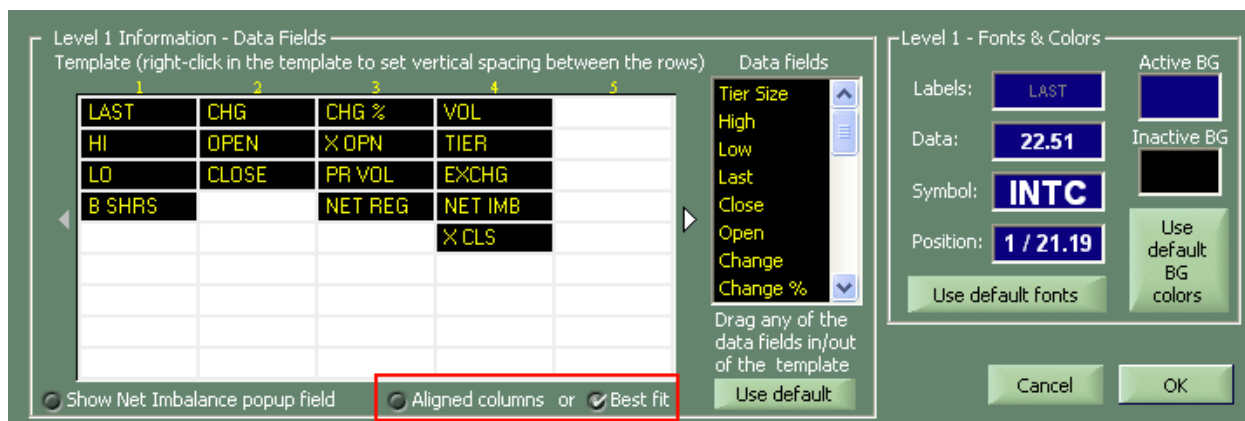 Level 1 Information - Data Fields
Template (right-click in the template to set vertical spacing between the rows)
1 2 3 4 5
LAST CHG CHG % VOL
HI OPEN X OPN TIER
LO CLOSE PR VOL EXCHG
B SHRS NET REG NET IMB
X CLS
Show Net Imbalance popup field
Aligned columns or Best fit
Data fields
Tier Size
High
Low
Last
Close
Open
Change
Change %
Drag any of the
data fields in/out
of the template
Use default
Level 1 - Fonts & Colors
Labels: LAST
Data: 22.51
Symbol: INTC
Position: 1 / 21.19
Use default fonts
Active BG
Inactive BG
Use
default
BG
colors
Cancel OK